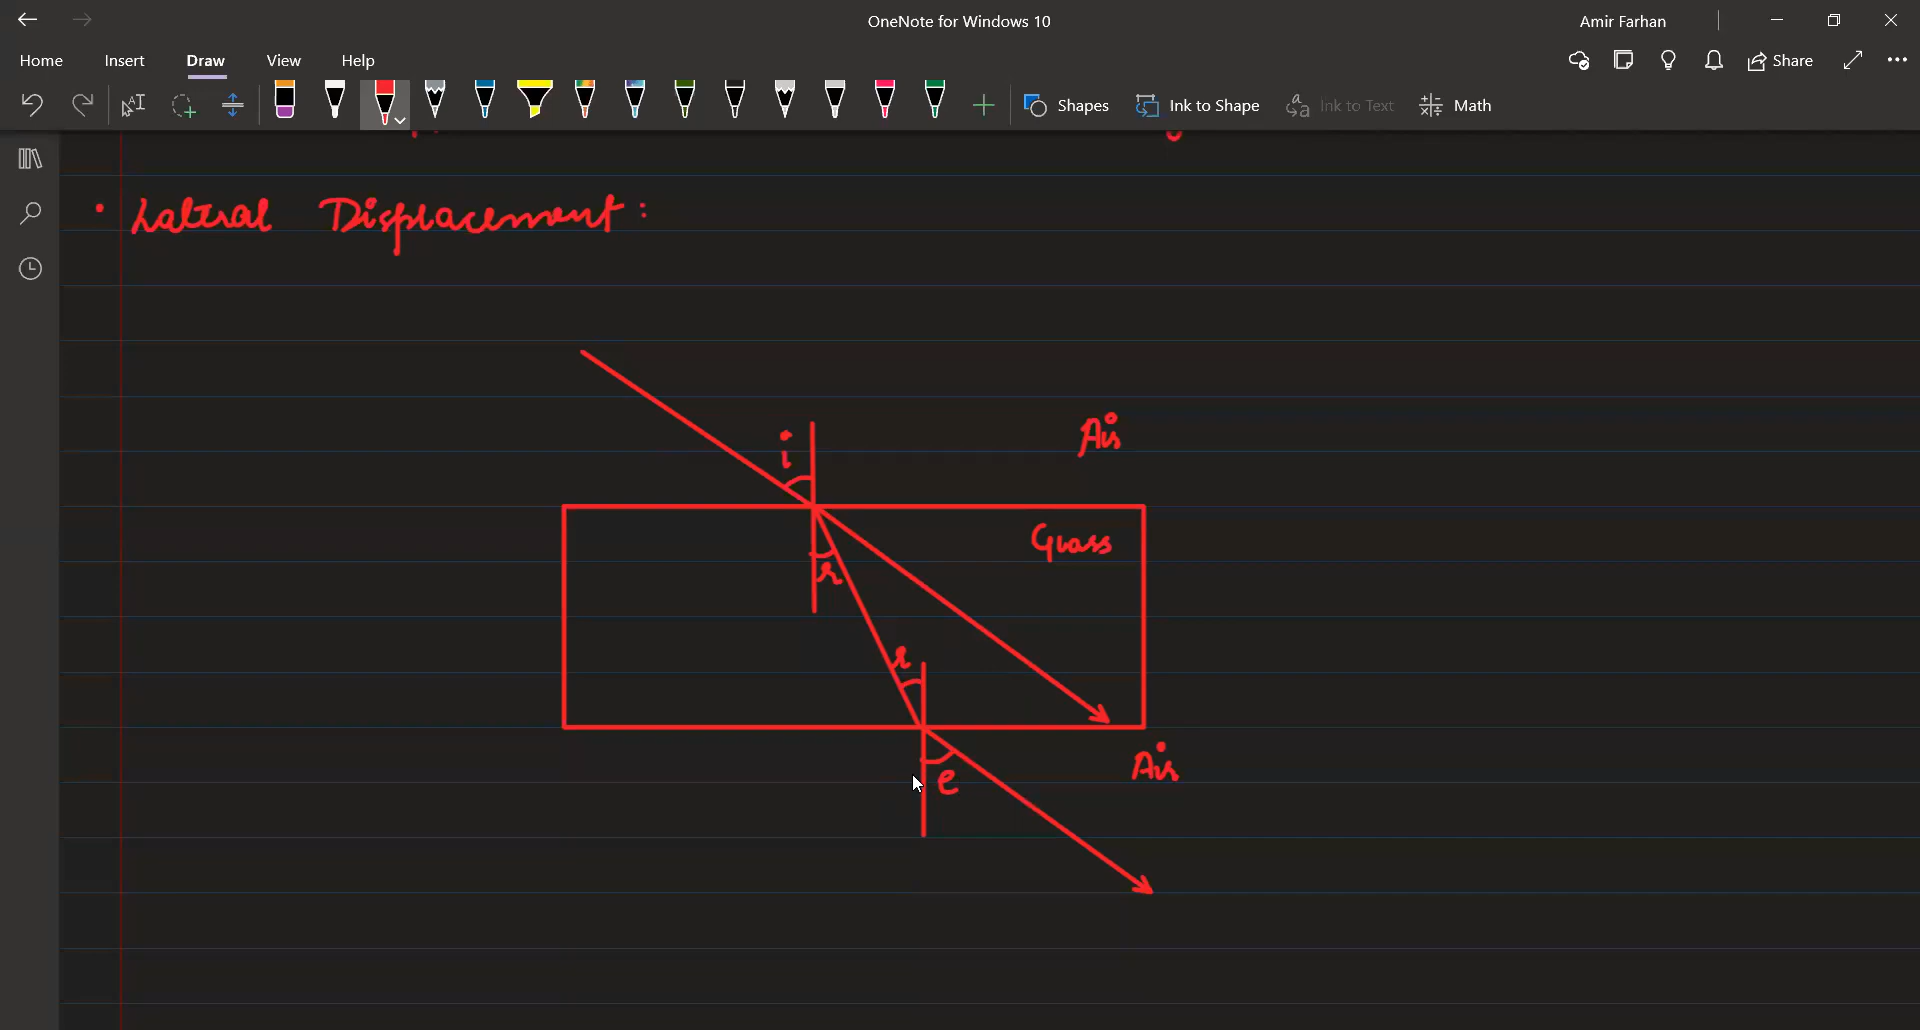 OneNote for Windows 10
Amir Farhan
Home Insert Draw View Help
Share
Shapes Ink to Shape Ink to Text Math
• Lateral Displacement :
i
Air
Glass
r
r
Air
e